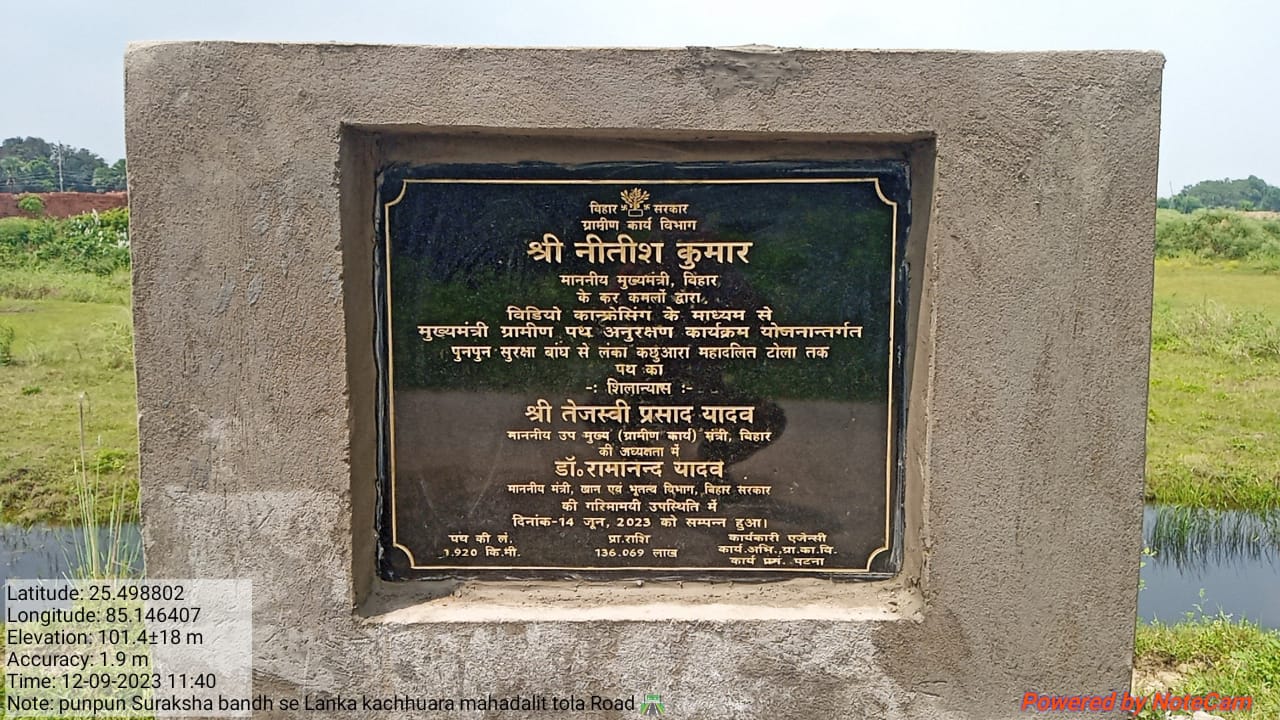 बिहार सरकार
ग्रामीण कार्य विभाग
श्री नीतीश कुमार
माननीय मुख्यमंत्री, बिहार
के कर कमलों द्वारा
विडियो कान्फ्रेसिंग के माध्यम से
मुख्यमंत्री ग्रामीण पथ अनुरक्षण कार्यक्रम योजनान्तर्गत
पुनपुन सुरक्षा बांध से लंका कछुआरा महादलित टोला तक
पथ का
-: शिलान्यास :-
श्री तेजस्वी प्रसाद यादव
माननीय उप मुख्य (ग्रामीण कार्य) मंत्री, बिहार
की अध्यक्षता में
डॉ० रामानन्द यादव
माननीय मंत्री, खान एवं भूतत्व विभाग, बिहार सरकार
की गरिमामयी उपस्थिति में
दिनांक-14 जून, 2023 को सम्पन्न हुआ।
पथ की लं. प्रा.राशि कार्यकारी एजेन्सी
1.920 कि.मी. 136.069 लाख कार्य.अभि.,ग्रा.का.वि.
कार्य प्रम. पटना
Latitude: 25.498802
Longitude: 85.146407
Elevation: 101.4±18 m
Accuracy: 1.9 m
Time: 12-09-2023 11:40
Note: punpun Suraksha bandh se Lanka kachhuara mahadalit tola Road
Powered by NoteCam